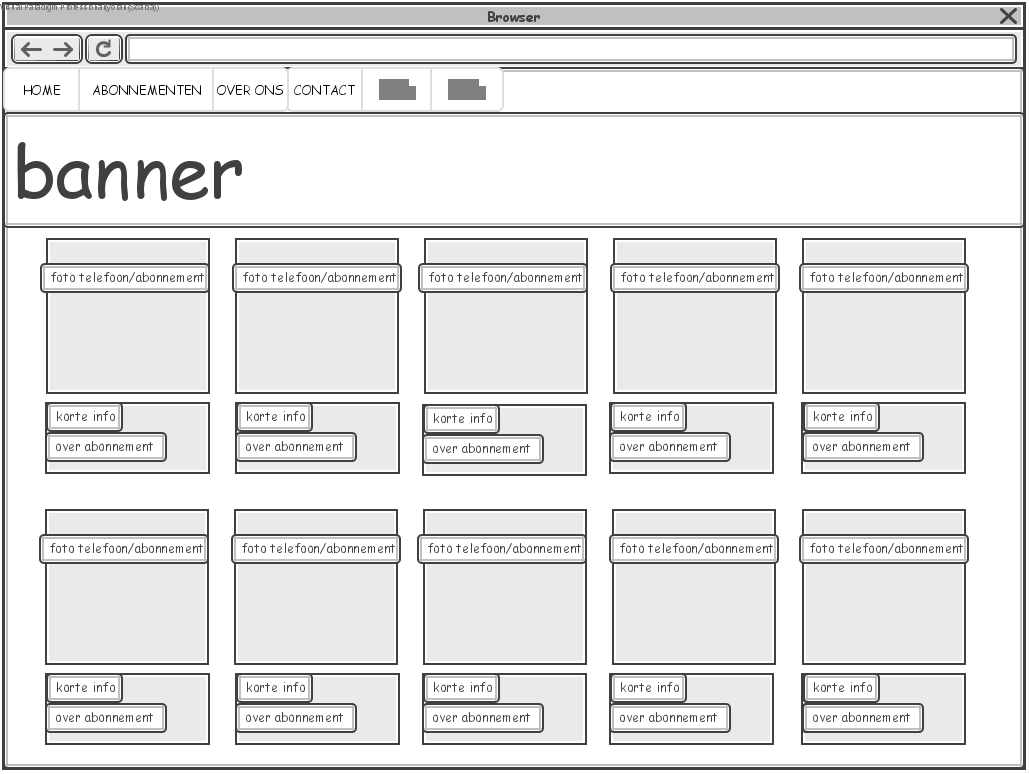 Browser
HOME ABONNEMENTEN OVER ONS CONTACT
banner
foto telefoon/abonnement foto telefoon/abonnement foto telefoon/abonnement foto telefoon/abonnement foto telefoon/abonnement
korte info korte info korte info korte info korte info
over abonnement over abonnement over abonnement over abonnement over abonnement
foto telefoon/abonnement foto telefoon/abonnement foto telefoon/abonnement foto telefoon/abonnement foto telefoon/abonnement
korte info korte info korte info korte info korte info
over abonnement over abonnement over abonnement over abonnement over abonnement